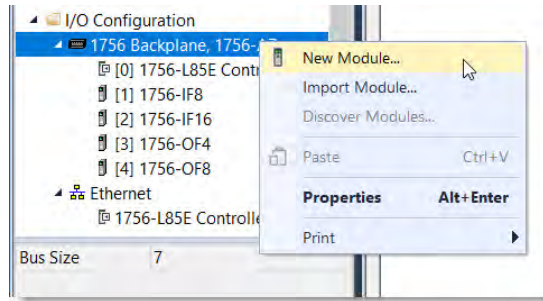 I/O Configuration
1756 Backplane, 1756-
[0] 1756-L85E Contr
[1] 1756-IF8
[2] 1756-IF16
[3] 1756-OF4
[4] 1756-OF8
Ethernet
1756-L85E Controlle
Bus Size 7
New Module...
Import Module...
Discover Modules...
Paste Ctrl+V
Properties Alt+Enter
Print